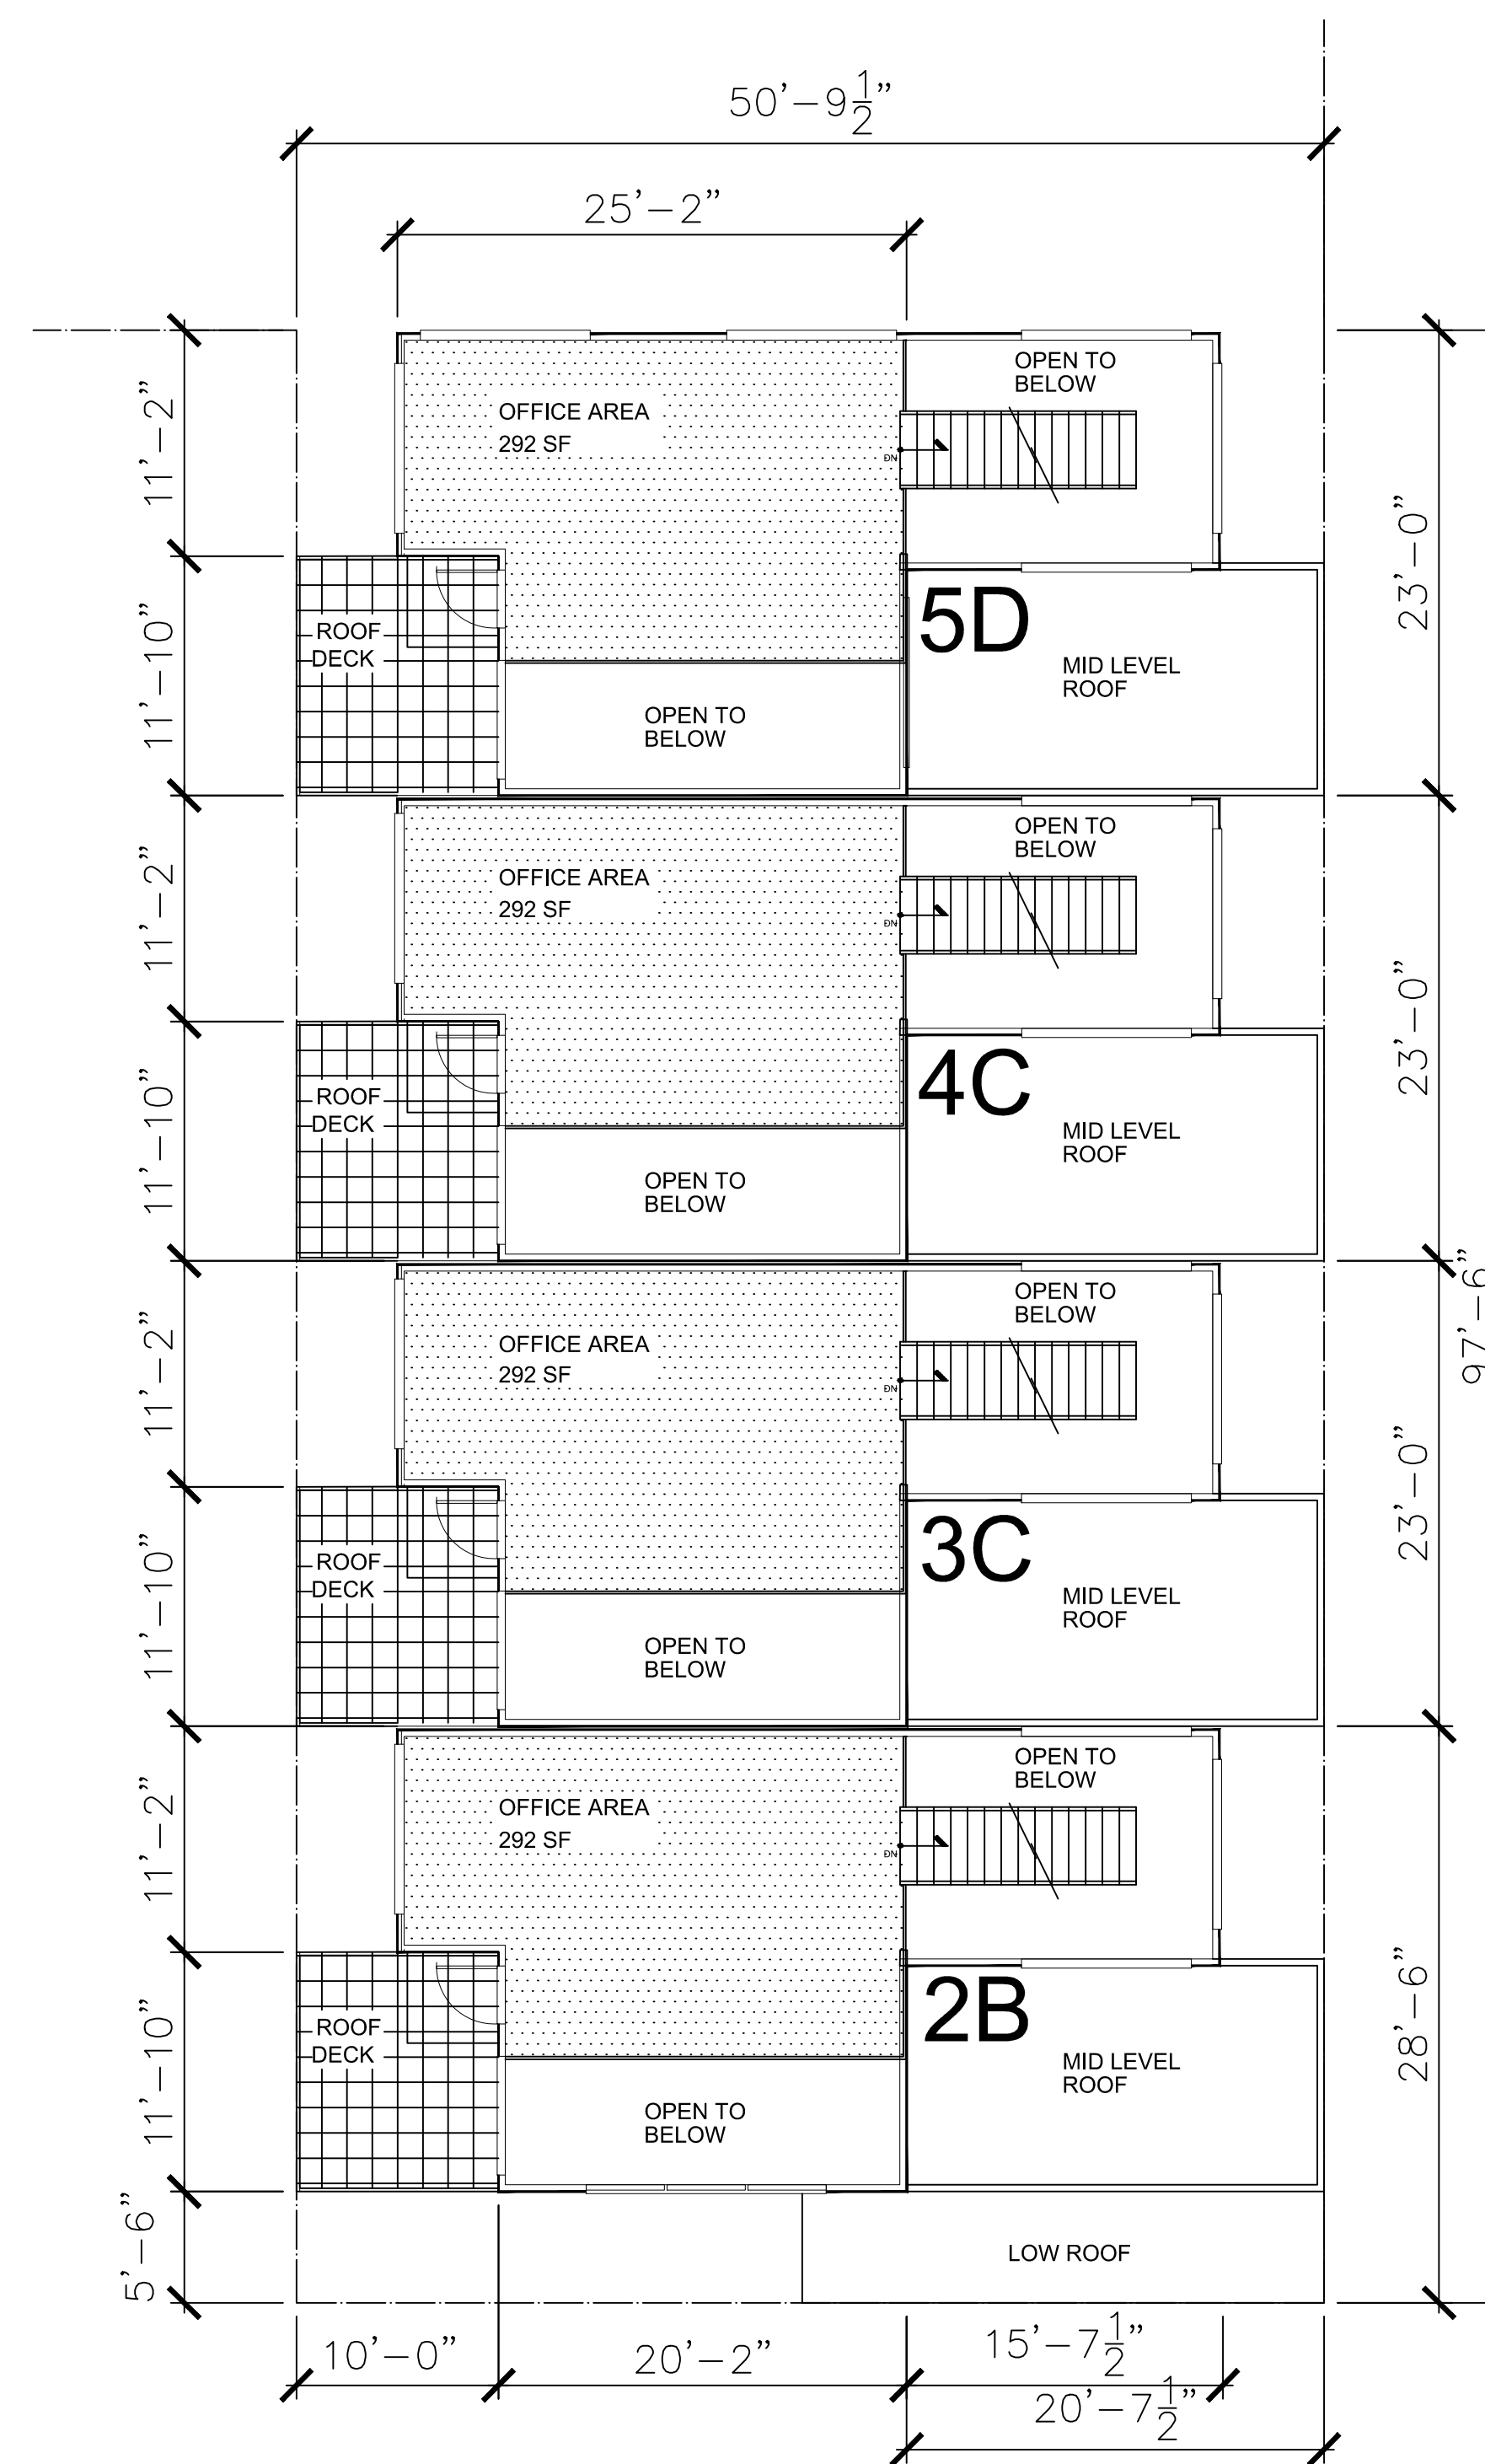 50'-9 1/2"
25'-2"
11'-2"
OPEN TO
BELOW
OFFICE AREA
292 SF
DN
23'-0"
11'-10"
ROOF
DECK
5D
MID LEVEL
ROOF
OPEN TO
BELOW
11'-2"
OPEN TO
BELOW
OFFICE AREA
292 SF
DN
23'-0"
11'-10"
ROOF
DECK
4C
MID LEVEL
ROOF
OPEN TO
BELOW
97'-6"
11'-2"
OPEN TO
BELOW
OFFICE AREA
292 SF
DN
23'-0"
11'-10"
ROOF
DECK
3C
MID LEVEL
ROOF
OPEN TO
BELOW
11'-2"
OPEN TO
BELOW
OFFICE AREA
292 SF
DN
28'-6"
11'-10"
ROOF
DECK
2B
MID LEVEL
ROOF
OPEN TO
BELOW
5'-6"
LOW ROOF
10'-0"
20'-2"
15'-7 1/2"
20'-7 1/2"